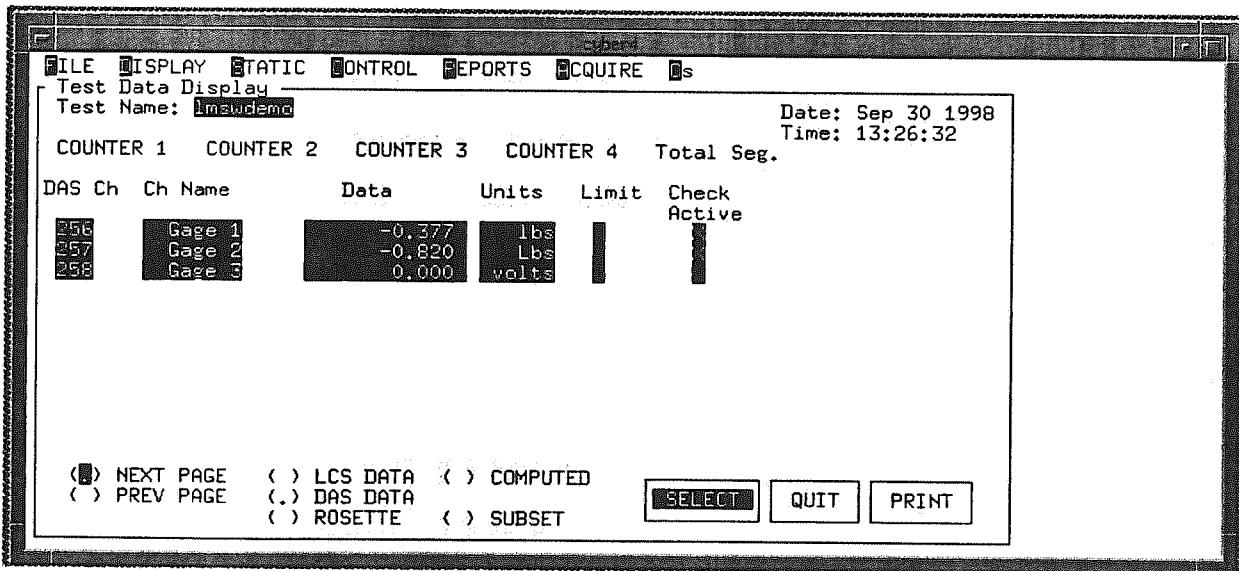 cyber4
FILE DISPLAY STATIC CONTROL REPORTS ACQUIRE Os
Test Data Display
Test Name: lmswdemo
Date: Sep 30 1998
Time: 13:26:32
COUNTER 1 COUNTER 2 COUNTER 3 COUNTER 4 Total Seg.
DAS Ch Ch Name Data Units Limit Check Active
256 Gage 1 -0.377 lbs
257 Gage 2 -0.820 Lbs
258 Gage 3 0.000 volts
( ) NEXT PAGE ( ) LCS DATA ( ) COMPUTED
( ) PREV PAGE (.) DAS DATA
( ) ROSETTE ( ) SUBSET
SELECT QUIT PRINT